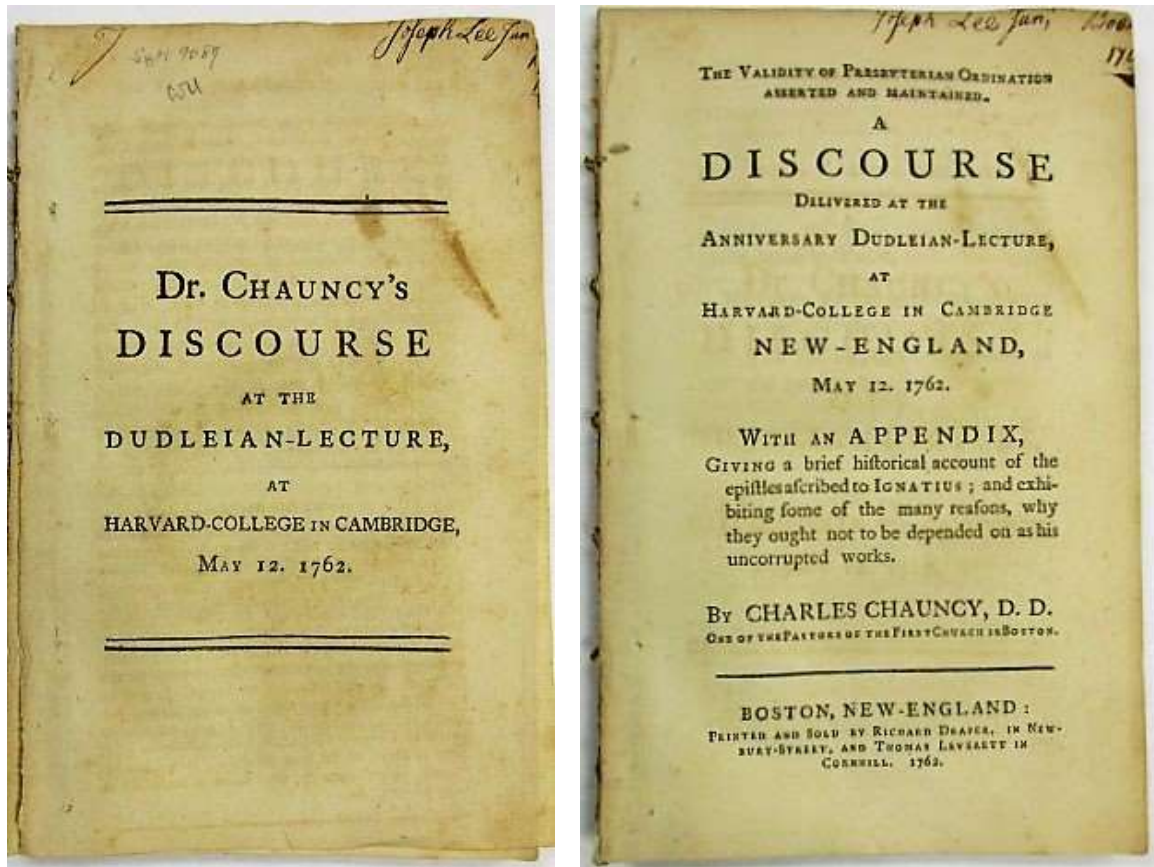 Joseph Lee Jun
Dr. CHAUNCY'S
DISCOURSE
AT THE
DUDLEIAN-LECTURE,
AT
HARVARD-COLLEGE IN CAMBRIDGE,
MAY 12. 1762.
Joseph Lee Jun,
THE VALIDITY OF PRESBYTERIAN ORDINATION
ASSERTED AND MAINTAINED.
A
DISCOURSE
DELIVERED AT THE
ANNIVERSARY DUDLEIAN-LECTURE,
AT
HARVARD-COLLEGE IN CAMBRIDGE
NEW-ENGLAND,
MAY 12. 1762.
WITH AN APPENDIX,
GIVING a brief hiſtorical account of the
epiſtles aſcribed to IGNATIUS; and exhi-
biting ſome of the many reaſons, why
they ought not to be depended on as his
uncorrupted works.
By CHARLES CHAUNCY, D. D.
ONE OF THE PASTORS OF THE FIRST CHURCH IN BOSTON.
BOSTON, NEW-ENGLAND:
PRINTED AND SOLD BY RICHARD DRAPER, IN NEW-
BURY-STREET, AND THOMAS LEVERETT IN
CORNHILL. 1762.